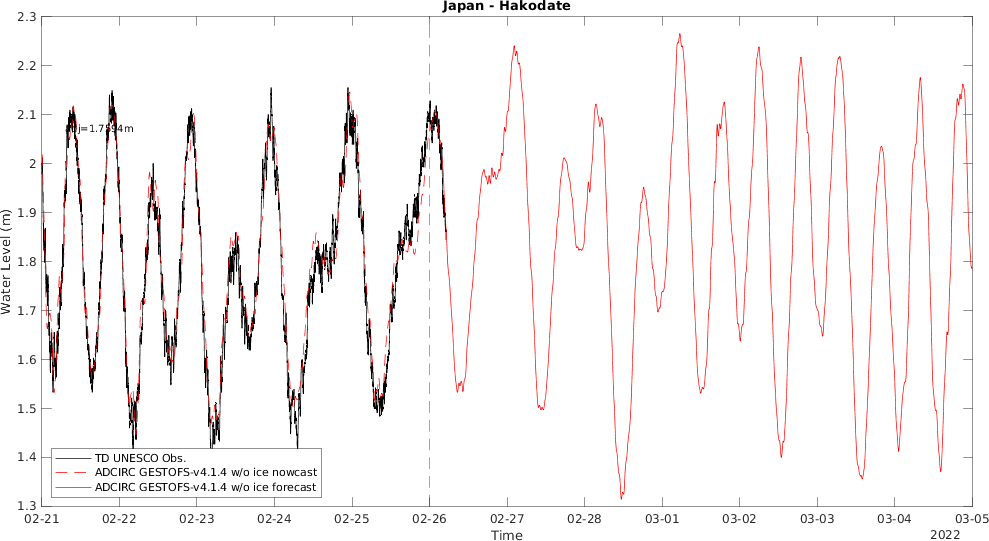 Japan - Hakodate
2.3
2.2
2.1
2
1.9
1.8
1.7
1.6
1.5
1.4
1.3
Water Level (m)
TD UNESCO Obs.
ADCIRC GESTOFS-v4.1.4 w/o ice nowcast
ADCIRC GESTOFS-v4.1.4 w/o ice forecast
02-21 02-22 02-23 02-24 02-25 02-26 02-27 02-28 03-01 03-02 03-03 03-04 03-05
Time
2022